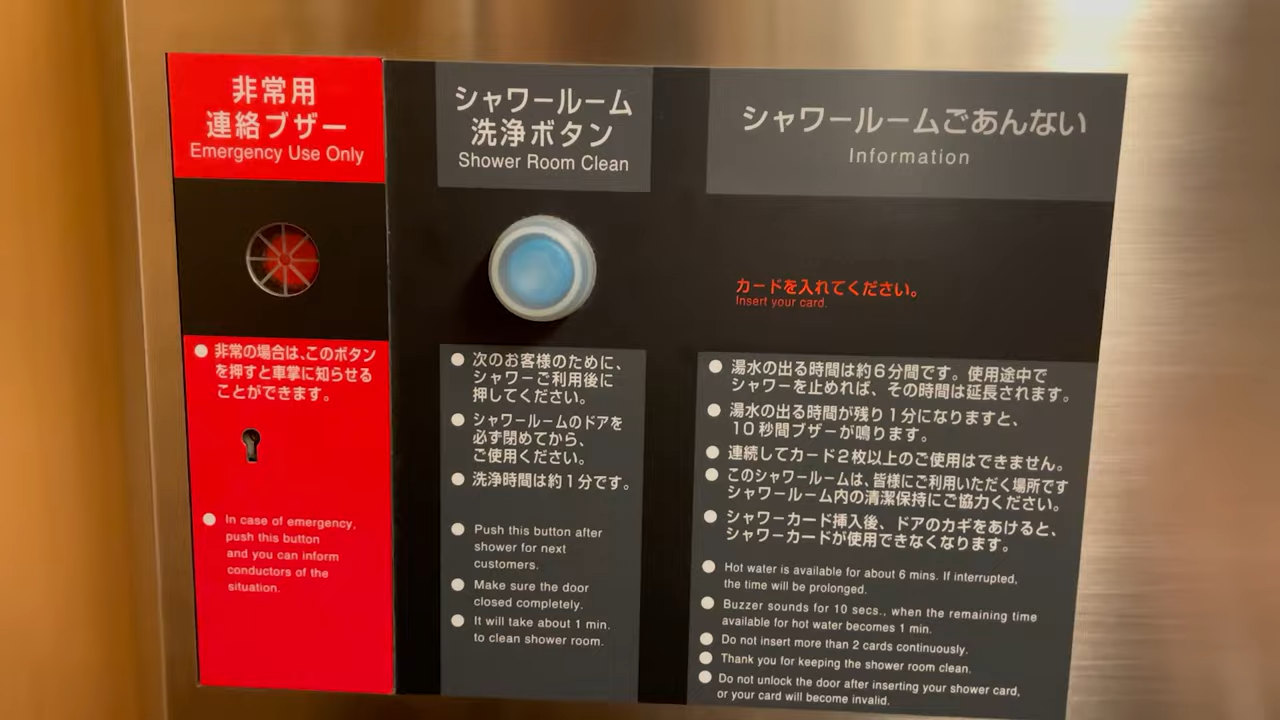 非常用
連絡ブザー
Emergency Use Only
非常の場合は、このボタン
を押すと車掌に知らせる
ことができます。
In case of emergency,
push this button
and you can inform
conductors of the
situation.
シャワールーム
洗浄ボタン
Shower Room Clean
次のお客様のために、
シャワーご利用後に
押してください。
シャワールームのドアを
必ず閉めてから、
ご使用ください。
洗浄時間は約1分です。
Push this button after
shower for next
customers.
Make sure the door
closed completely.
It will take about 1 min.
to clean shower room.
シャワールームごあんない
Information
カードを入れてください。
Insert your card.
湯水の出る時間は約6分間です。使用途中で
シャワーを止めれば、その時間は延長されます。
湯水の出る時間が残り1分になりますと、
10秒間ブザーが鳴ります。
連続してカード2枚以上のご使用はできません。
このシャワールームは、皆様にご利用いただく場所です
シャワールーム内の清潔保持にご協力ください。
シャワーカード挿入後、ドアのカギをあけると、
シャワーカードが使用できなくなります。
Hot water is available for about 6 mins. If interrupted,
the time will be prolonged.
Buzzer sounds for 10 secs., when the remaining time
available for hot water becomes 1 min.
Do not insert more than 2 cards continuously.
Thank you for keeping the shower room clean.
Do not unlock the door after inserting your shower card,
or your card will become invalid.